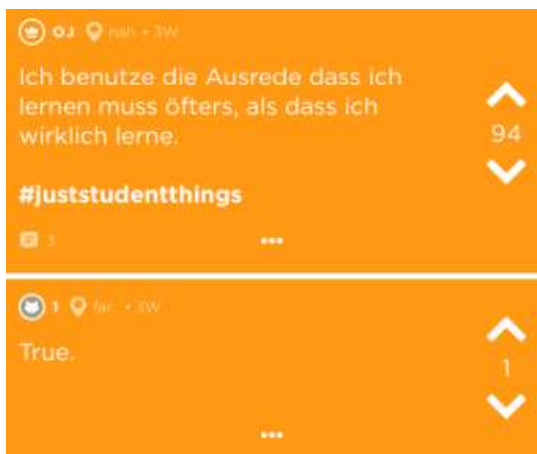 OJ nah • 3W
Ich benutze die Ausrede dass ich
lernen muss öfters, als dass ich
wirklich lerne.
94
#juststudentthings
3
1 far • 3W
True.
1